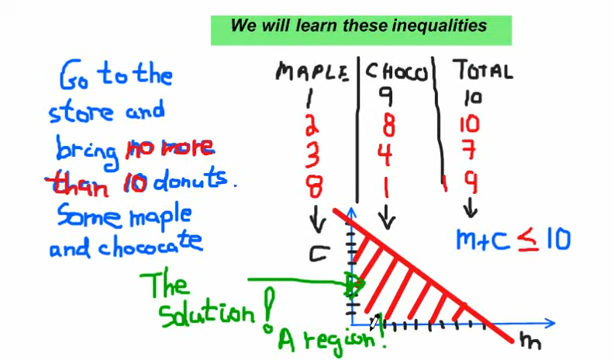 We will learn these inequalities
Go to the
store and
bring no more
than 10 donuts.
Some maple
and chococate
MAPLE CHOCO TOTAL
1 9 10
2 8 10
3 4 7
8 1 9
C
m+c ≤ 10
The
solution!
A region!
m